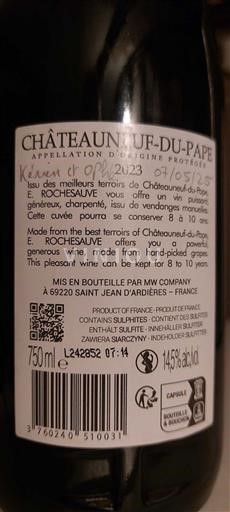 CHÂTEAUNEUF-DU-PAPE
APPELLATION D'ORIGINE PROTÉGÉE
Karen et 2023 07/05/25
Issu des meilleurs terroirs de Châteauneuf-du-Pape,
E. ROCHESAUVE vous offre un vin puissant,
généreux, charpenté, issu de vendanges manuelles.
Cette cuvée pourra se conserver 8 à 10 ans.
Made from the best terroirs of Châteauneuf-du-Pape,
E. ROCHESAUVE offers you a powerful,
generous wine, made from hand-picked grapes.
This pleasant wine can be kept for 8 to 10 years.
MIS EN BOUTEILLE PAR MW COMPANY
À 69220 SAINT JEAN D'ARDIÈRES – FRANCE
PRODUCT OF FRANCE - PRODUIT DE FRANCE
CONTAINS SULPHITES - CONTIENT DES SULFITES
ENTHÄLT SULFITE - INNEHÅLLER SULFITER
ZAWIERA SIARCZYNY - INDEHOLDER SULFITTER
750 ml e L242852 07:14 14,5% alc./vol.
BOUTEILLE
& BOUCHON
3 760240 510031